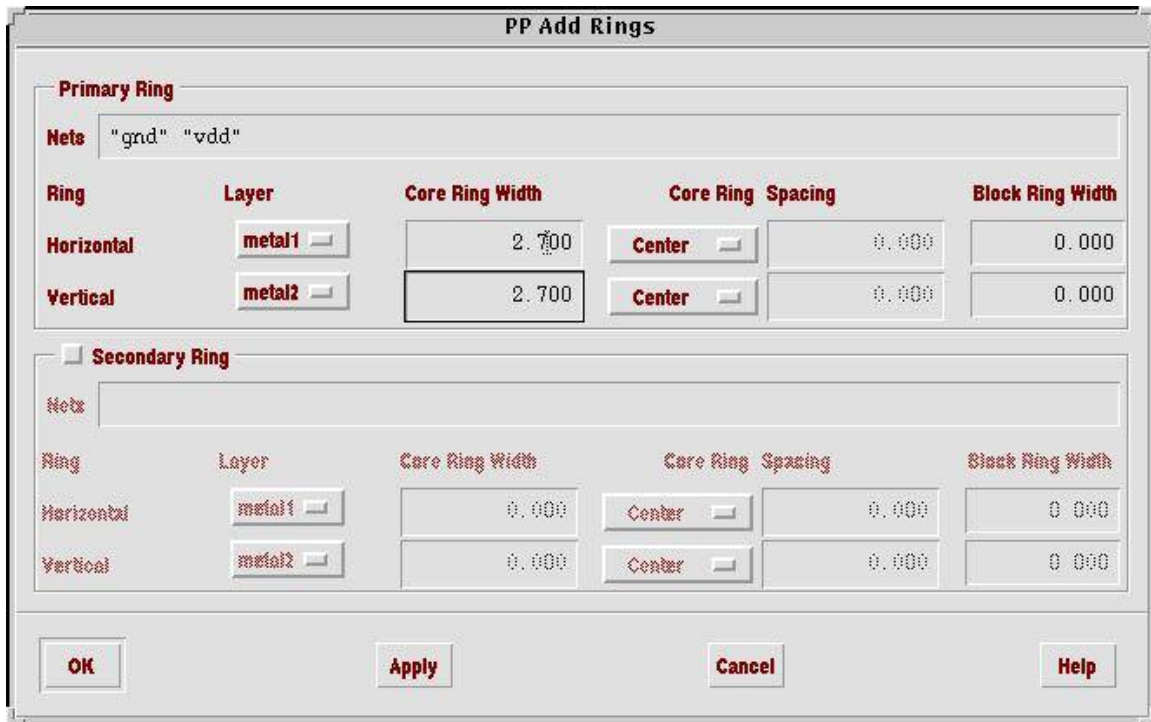 PP Add Rings
Primary Ring
Nets "gnd" "vdd"
Ring Layer Core Ring Width Core Ring Spacing Block Ring Width
Horizontal metal1 2.700 Center 0.000 0.000
Vertical metal2 2.700 Center 0.000 0.000
Secondary Ring
Nets
Ring Layer Core Ring Width Core Ring Spacing Block Ring Width
Horizontal metal1 0.000 Center 0.000 0 000
Vertical metal2 0.000 Center 0.000 0 000
OK Apply Cancel Help